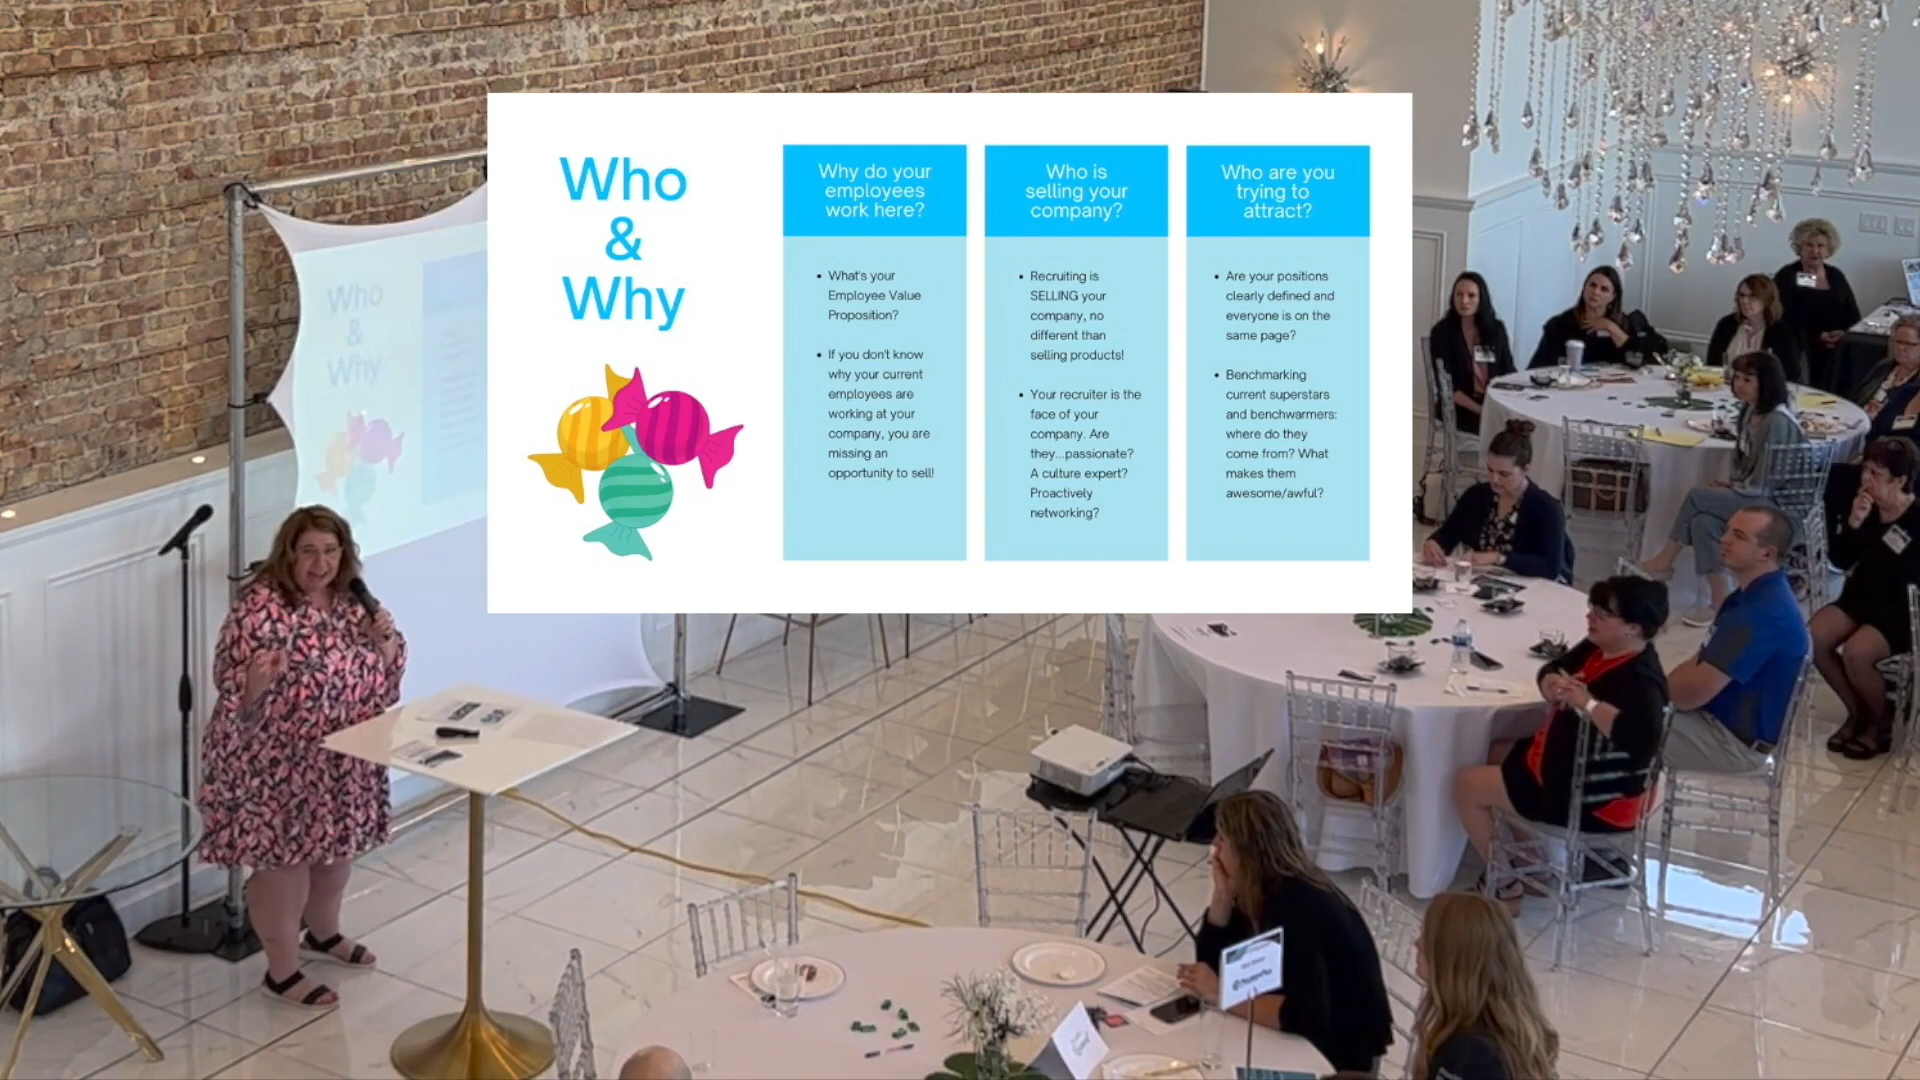 Who
&
Why
Why do your
employees
work here?
• What's your
Employee Value
Proposition?
• If you don't know
why your current
employees are
working at your
company, you are
missing an
opportunity to sell!
Who is
selling your
company?
• Recruiting is
SELLING your
company, no
different than
selling products!
• Your recruiter is the
face of your
company. Are
they...passionate?
A culture expert?
Proactively
networking?
Who are you
trying to
attract?
• Are your positions
clearly defined and
everyone is on the
same page?
• Benchmarking
current superstars
and benchwarmers:
where do they
come from? What
makes them
awesome/awful?
Who
&
Why